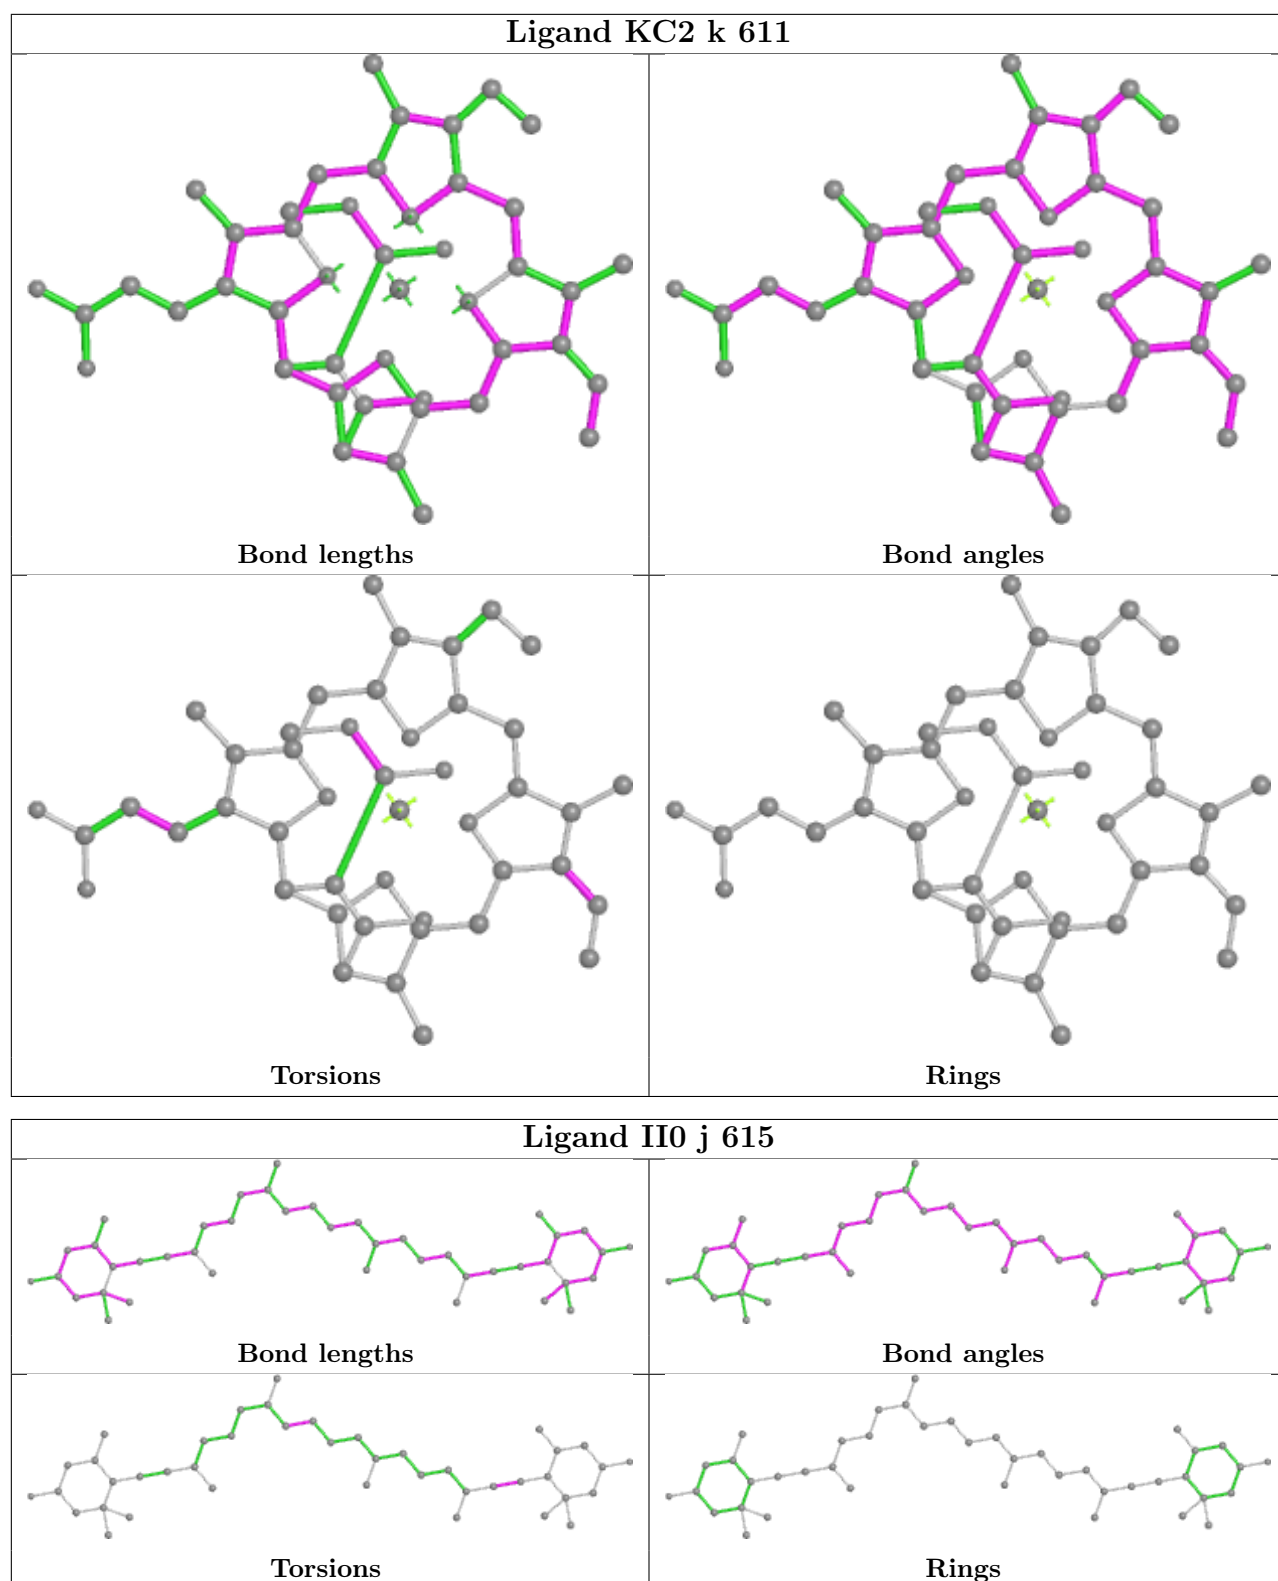 Ligand KC2 k 611
Bond lengths
Bond angles
Torsions
Rings
Ligand II0 j 615
Bond lengths
Bond angles
Torsions
Rings